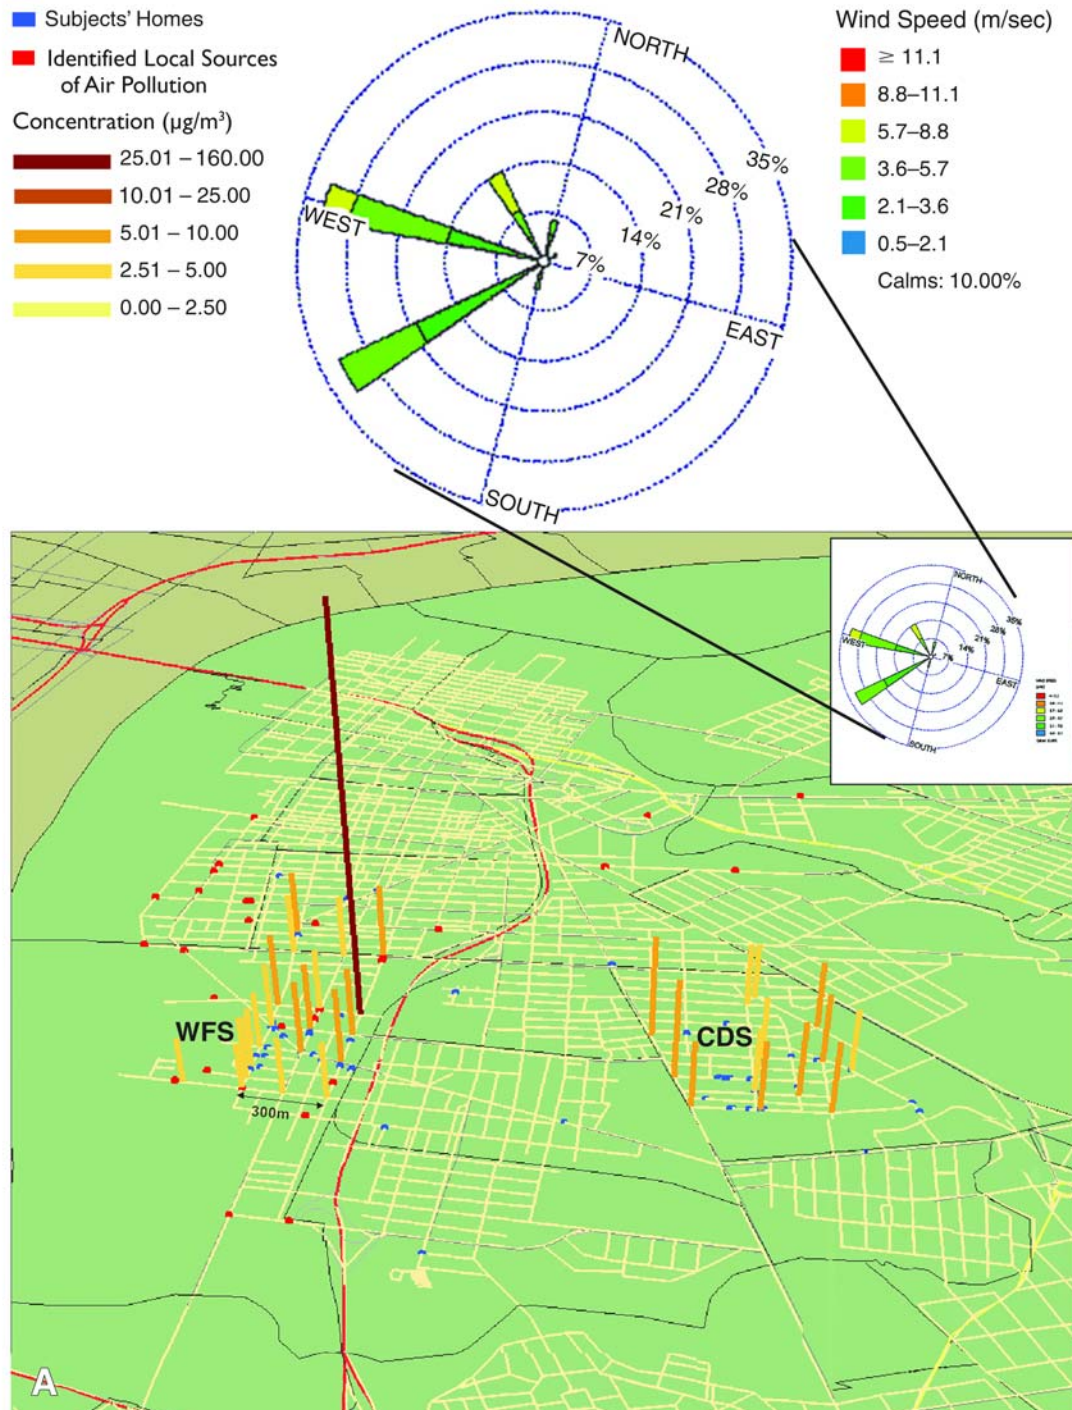 Subjects' Homes
Identified Local Sources
of Air Pollution
Concentration (µg/m³)
25.01 – 160.00
10.01 – 25.00
5.01 – 10.00
2.51 – 5.00
0.00 – 2.50
NORTH
35%
28%
21%
14%
7%
WEST
EAST
SOUTH
Wind Speed (m/sec)
≥ 11.1
8.8–11.1
5.7–8.8
3.6–5.7
2.1–3.6
0.5–2.1
Calms: 10.00%
NORTH
35%
28%
21%
14%
7%
WEST
EAST
SOUTH
WFS
CDS
300m
A